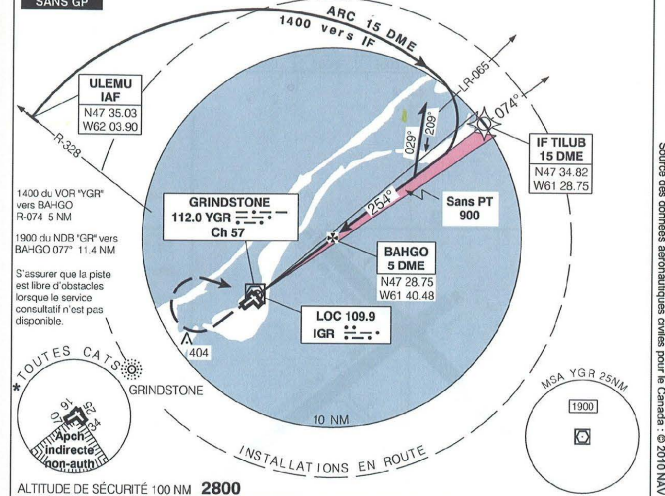 SANS GP
ARC 15 DME
1400 vers IF
LR-065
074°
ULEMU
IAF
N47 35.03
W62 03.90
R-328
029°
209°
IF TILUB
15 DME
N47 34.82
W61 28.75
1400 du VOR "YGR"
vers BAHGO
R-074 5 NM
GRINDSTONE
112.0 YGR
Ch 57
254°
Sans PT
900
1900 du NDB "GR" vers
BAHGO 077° 11.4 NM
BAHGO
5 DME
N47 28.75
W61 40.48
S'assurer que la piste
est libre d'obstacles
lorsque le service
consultatif n'est pas
disponible.
LOC 109.9
IGR
404
*TOUTES CATS
GRINDSTONE
MSA YGR 25NM
1900
16
25
07
34
Apch
indirecte
non-auth
10 NM
INSTALLATIONS EN ROUTE
ALTITUDE DE SÉCURITÉ 100 NM 2800
Source des données aéronautiques civiles pour le Canada : © 2010 NAV